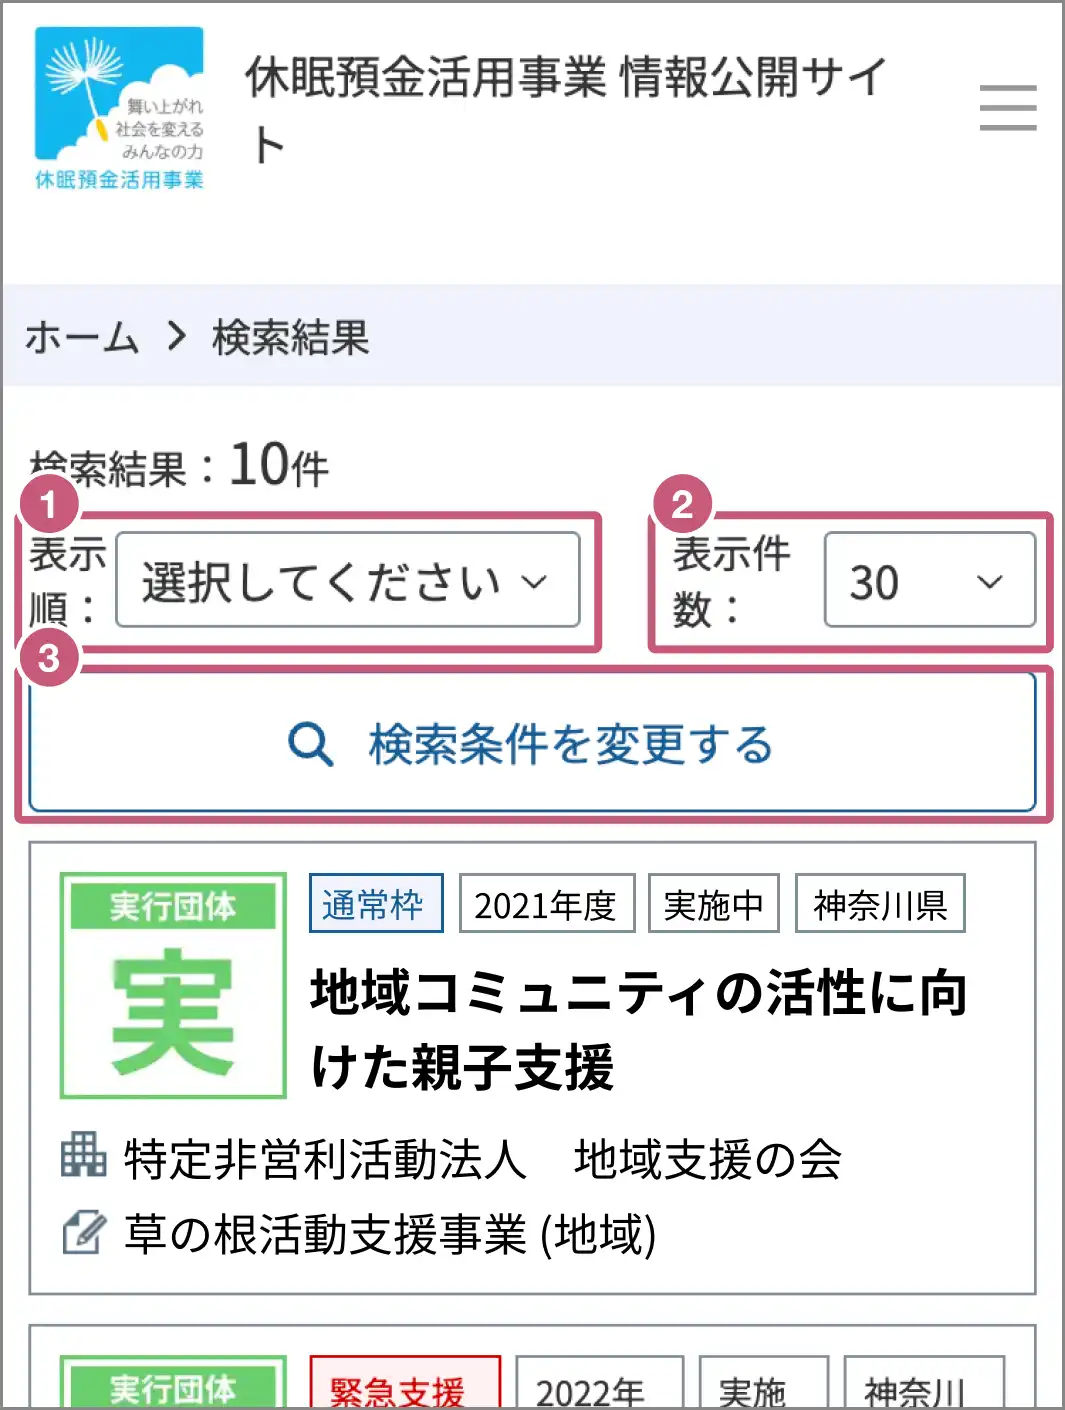 舞い上がれ
社会を変える
みんなの力
休眠預金活用事業
休眠預金活用事業 情報公開サイ
ト
ホーム > 検索結果
検索結果：10件
1
表示
順：
選択してください
2
表示件
数：
30
3
検索条件を変更する
実行団体
実
通常枠 2021年度 実施中 神奈川県
地域コミュニティの活性に向
けた親子支援
特定非営利活動法人　地域支援の会
草の根活動支援事業 (地域)
実行団体
緊急支援 2022年 実施 神奈川